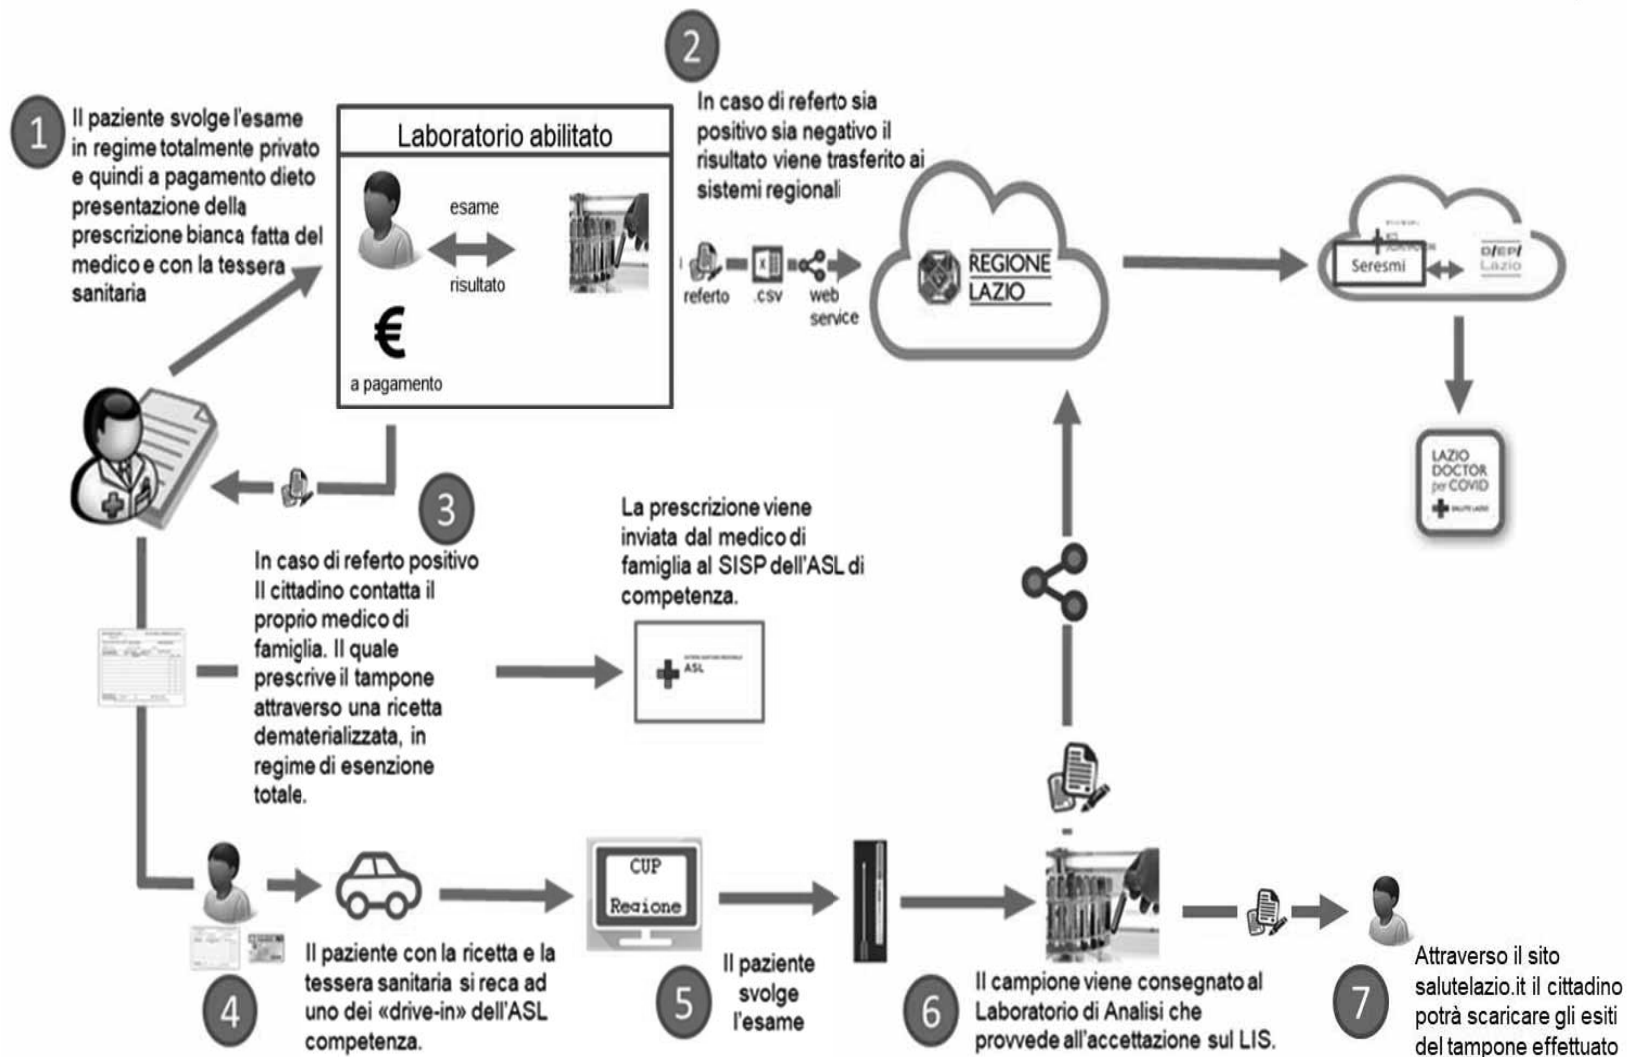 1
Il paziente svolge l'esame
in regime totalmente privato
e quindi a pagamento dieto
presentazione della
prescrizione bianca fatta del
medico e con la tessera
sanitaria
Laboratorio abilitato
esame
risultato
€
a pagamento
2
In caso di referto sia
positivo sia negativo il
risultato viene trasferito ai
sistemi regionali
referto
.csv
web
service
REGIONE
LAZIO
Seresmi
D/EP/
Lazio
LAZIO
DOCTOR
per COVID
SALUTE LAZIO
3
In caso di referto positivo
Il cittadino contatta il
proprio medico di
famiglia. Il quale
prescrive il tampone
attraverso una ricetta
dematerializzata, in
regime di esenzione
totale.
La prescrizione viene
inviata dal medico di
famiglia al SISP dell'ASL di
competenza.
ASL
4
Il paziente con la ricetta e la
tessera sanitaria si reca ad
uno dei «drive-in» dell'ASL
competenza.
CUP
Regione
5
Il paziente
svolge
l'esame
6
Il campione viene consegnato al
Laboratorio di Analisi che
provvede all'accettazione sul LIS.
7
Attraverso il sito
salutelazio.it il cittadino
potrà scaricare gli esiti
del tampone effettuato